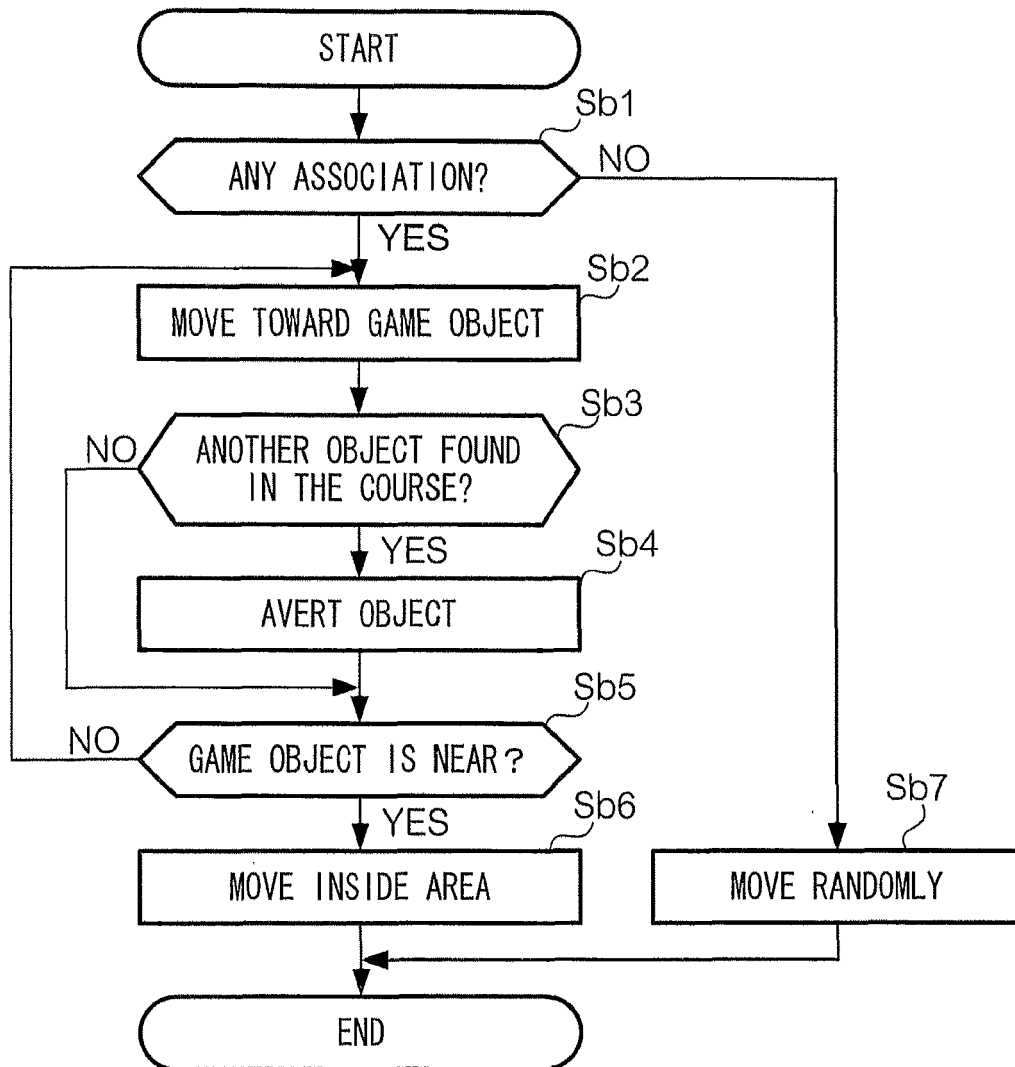 START
Sb1
ANY ASSOCIATION?
NO
YES
Sb2
MOVE TOWARD GAME OBJECT
Sb3
NO
ANOTHER OBJECT FOUND
IN THE COURSE?
YES
Sb4
AVERT OBJECT
Sb5
NO
GAME OBJECT IS NEAR?
YES
Sb6
Sb7
MOVE INSIDE AREA
MOVE RANDOMLY
END